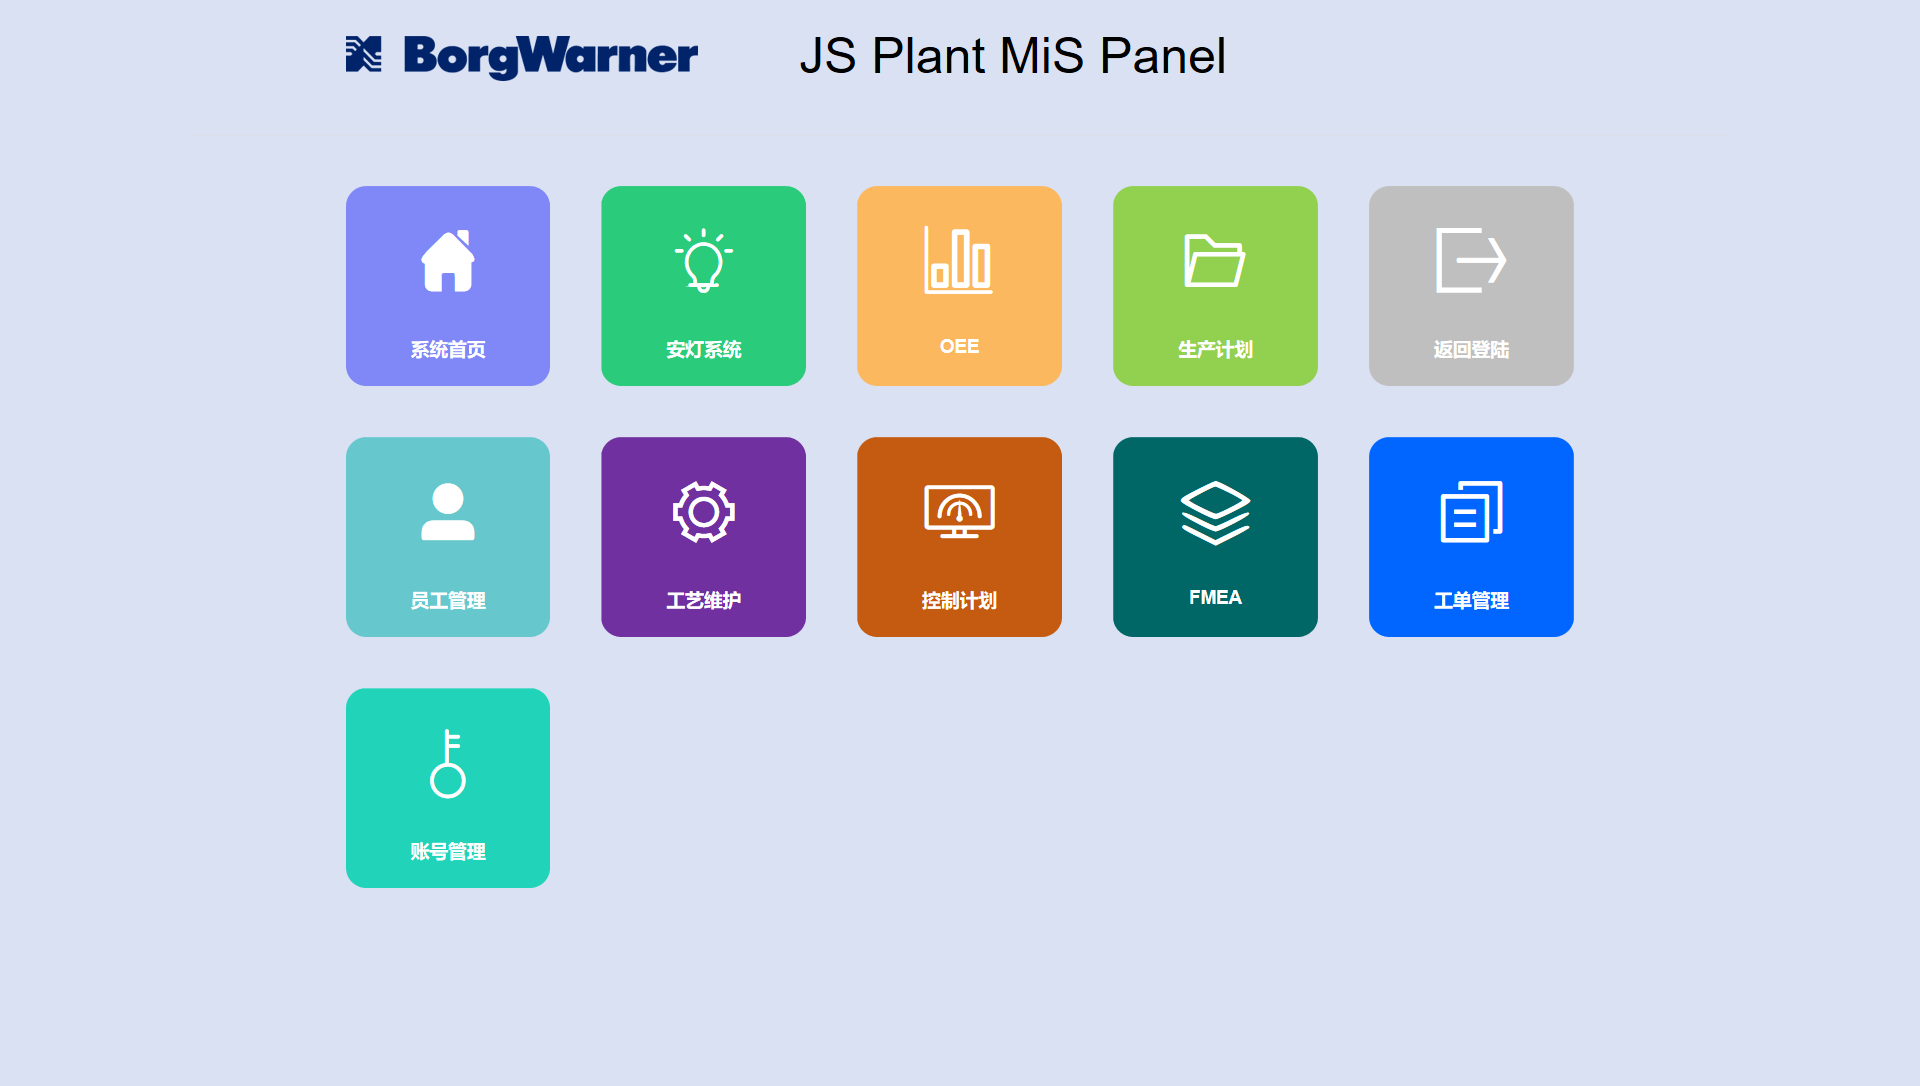 BorgWarner
JS Plant MiS Panel
系统首页
安灯系统
OEE
生产计划
返回登陆
员工管理
工艺维护
控制计划
FMEA
工单管理
账号管理